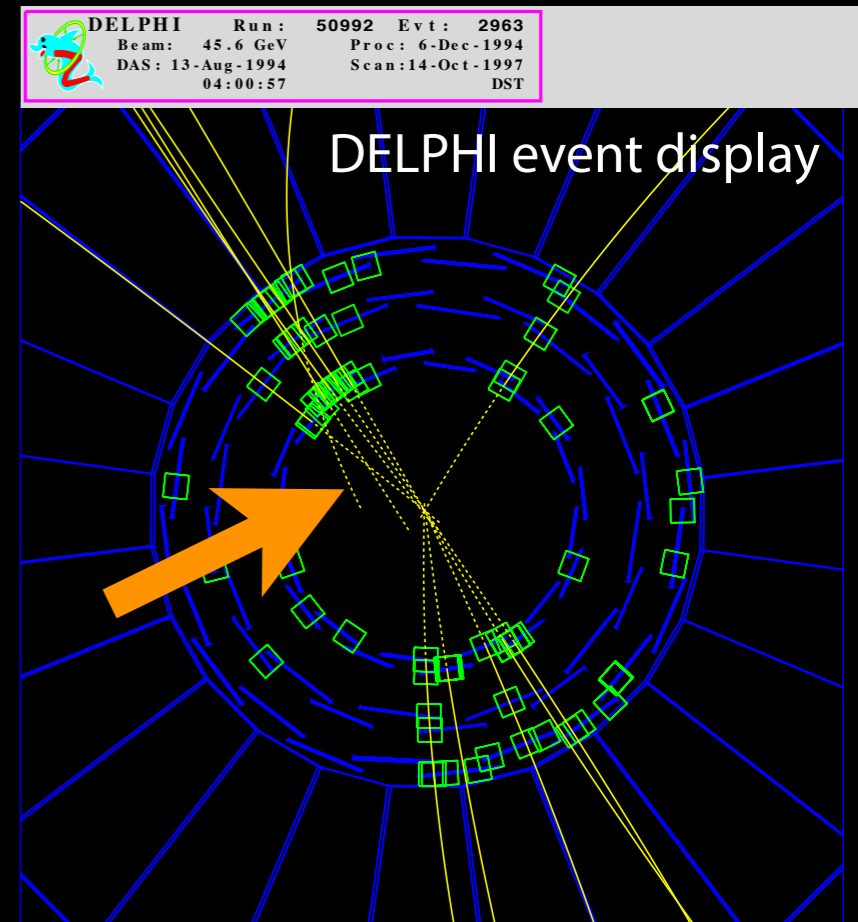 DELPHI Run: 50992 Evt: 2963
Beam: 45.6 GeV Proc: 6-Dec-1994
DAS: 13-Aug-1994 Scan:14-Oct-1997
04:00:57 DST
DELPHI event display